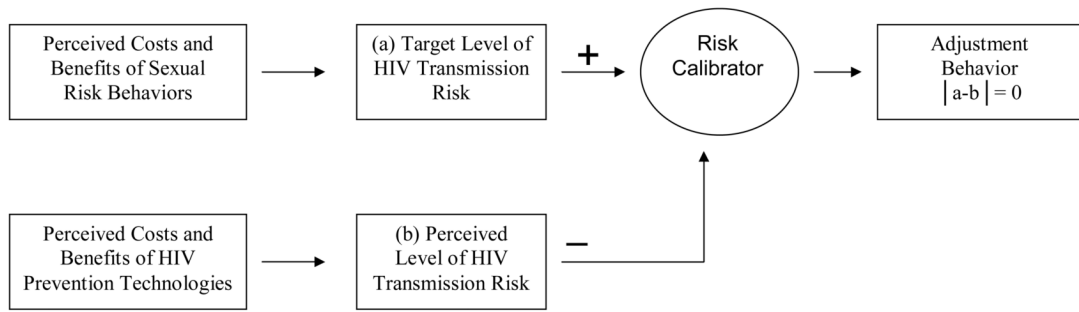 Perceived Costs and
Benefits of Sexual
Risk Behaviors
(a) Target Level of
HIV Transmission
Risk
+
Risk
Calibrator
Adjustment
Behavior
|a-b| = 0
Perceived Costs and
Benefits of HIV
Prevention Technologies
(b) Perceived
Level of HIV
Transmission Risk
–